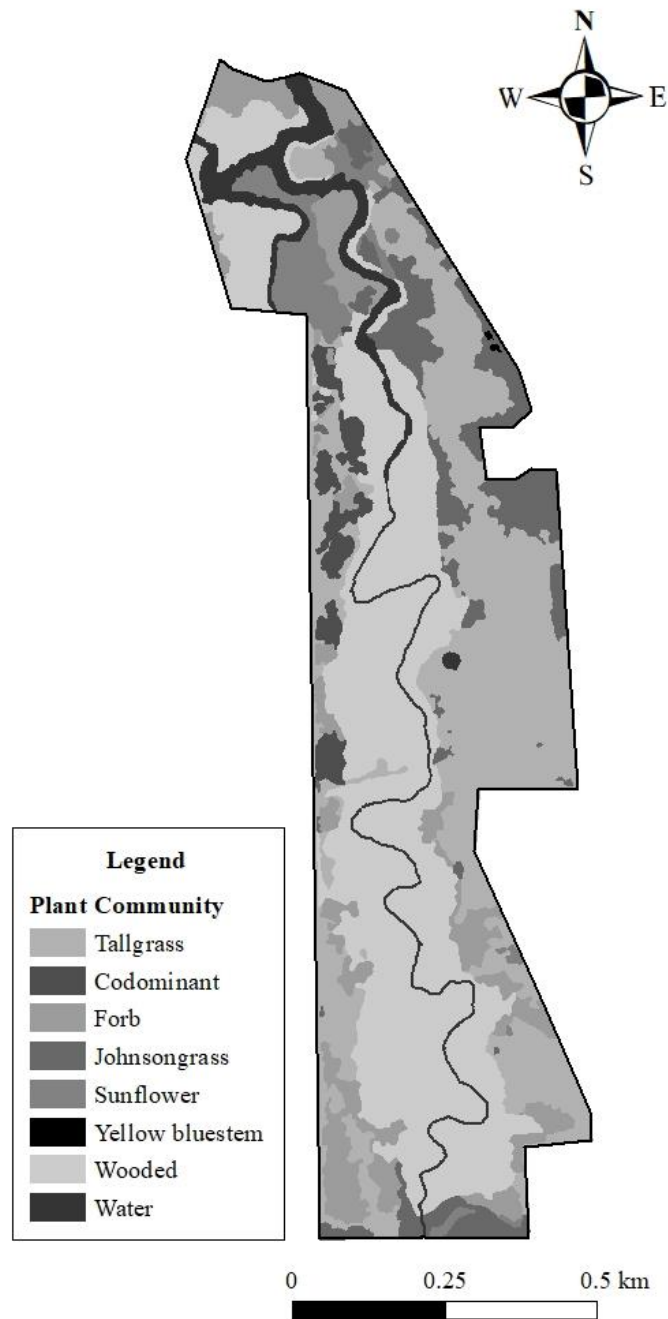 N
W E
S
Legend
Plant Community
Tallgrass
Codominant
Forb
Johnsongrass
Sunflower
Yellow bluestem
Wooded
Water
0 0.25 0.5 km